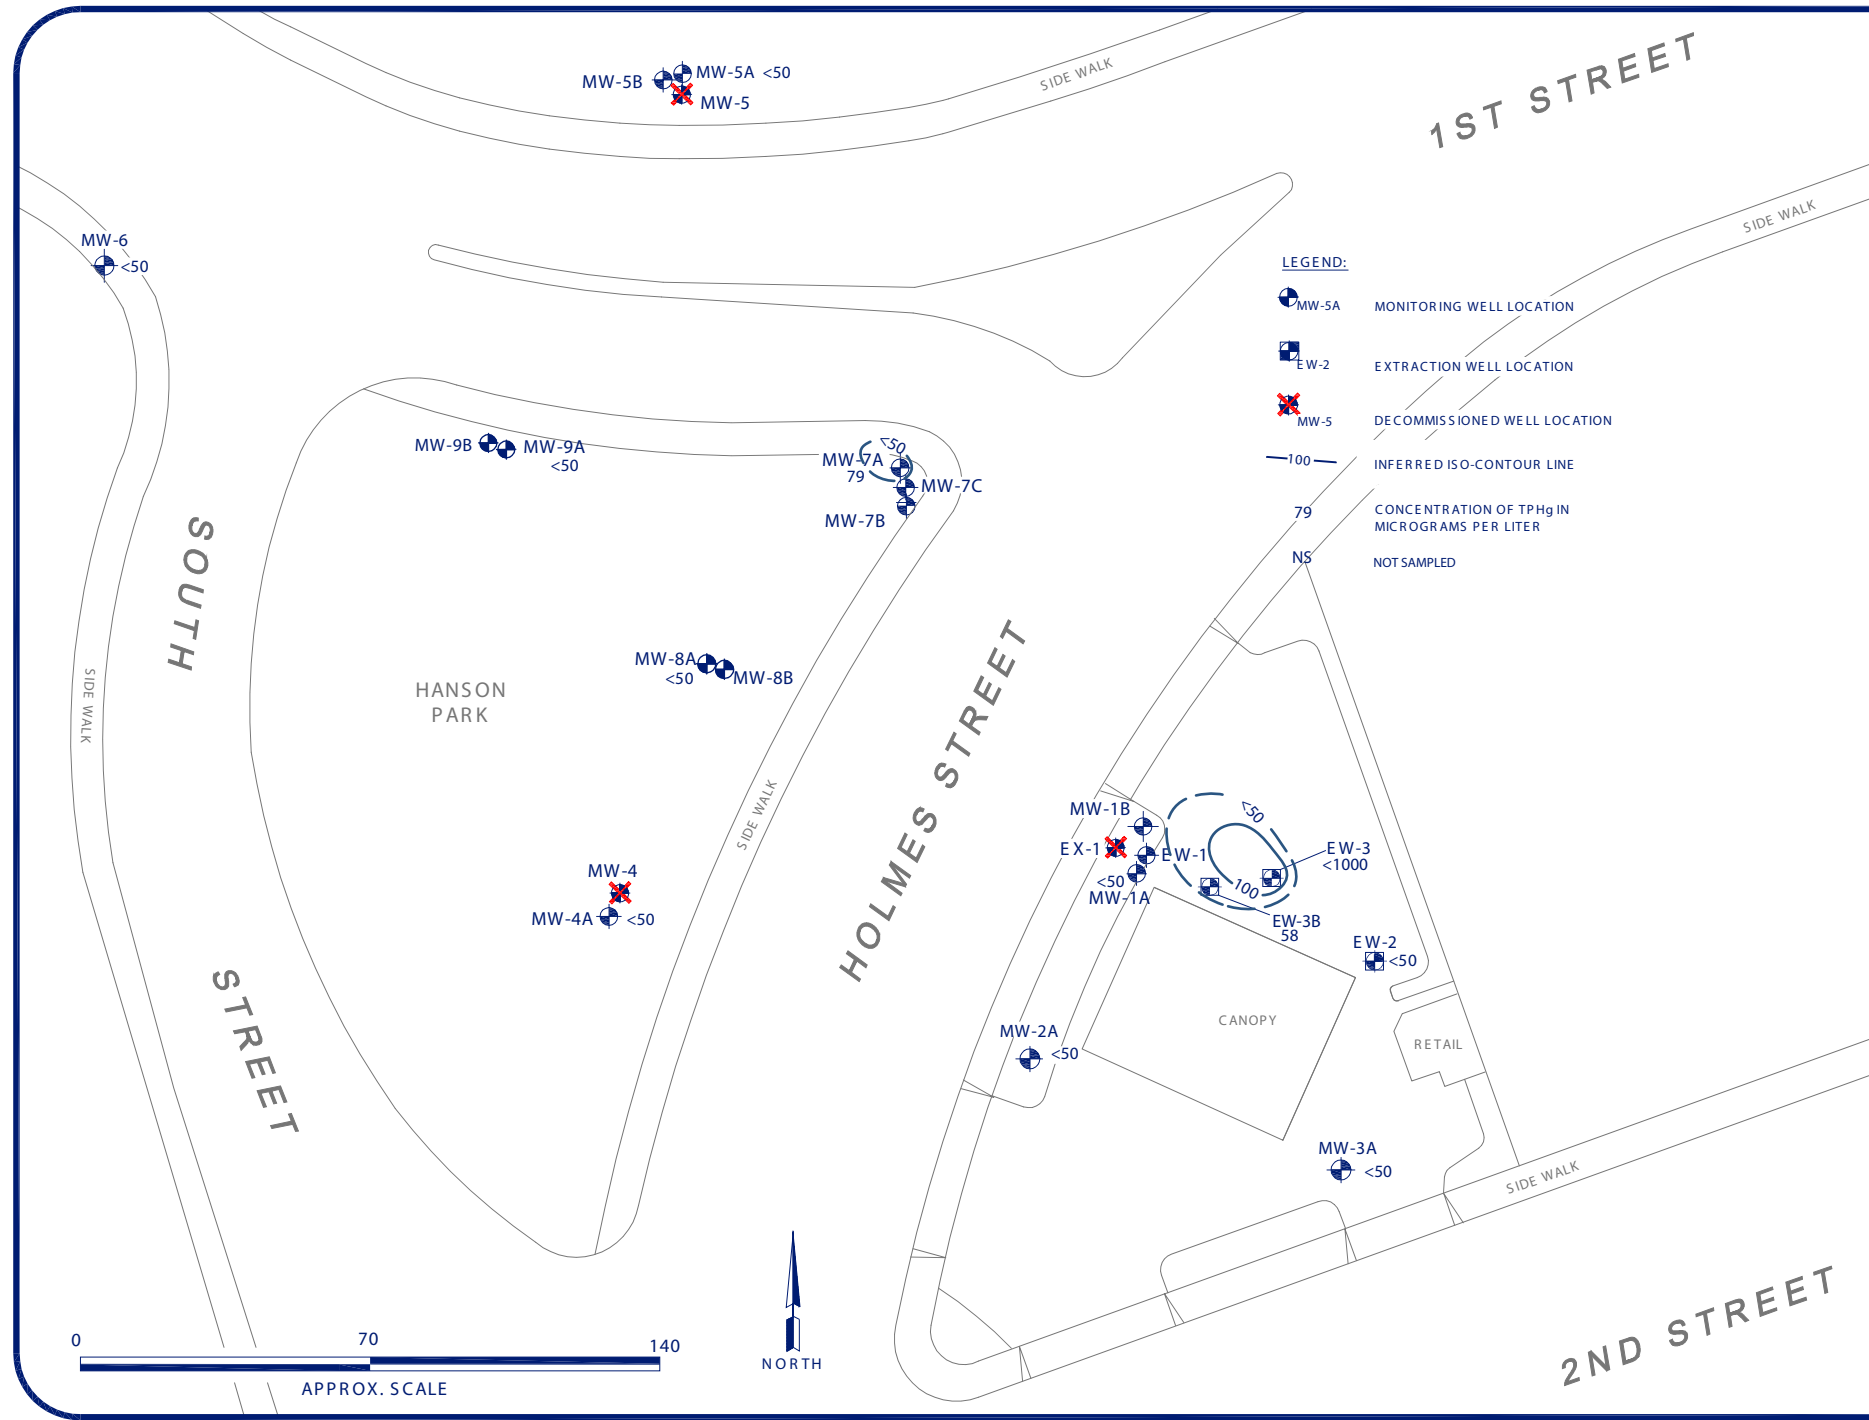 MW-5B
MW-5A <50
MW-5
SIDE WALK
1ST STREET
SIDE WALK
MW-6
<50
LEGEND:
MW-5A
MONITORING WELL LOCATION
EW-2
EXTRACTION WELL LOCATION
MW-5
DECOMMISSIONED WELL LOCATION
100
INFERRED ISO-CONTOUR LINE
79
CONCENTRATION OF TPHg IN
MICROGRAMS PER LITER
NS
NOT SAMPLED
MW-9B
MW-9A
<50
<50
MW-7A
79
MW-7C
MW-7B
SOUTH
STREET
SIDE WALK
HANSON
PARK
MW-8A
<50
MW-8B
HOLMES STREET
SIDE WALK
MW-4
MW-4A
<50
MW-1B
EX-1
EW-1
<50
MW-1A
<50
100
EW-3
<1000
EW-3B
58
EW-2
<50
CANOPY
RETAIL
MW-2A
<50
MW-3A
<50
SIDE WALK
2ND STREET
0
70
140
APPROX. SCALE
NORTH